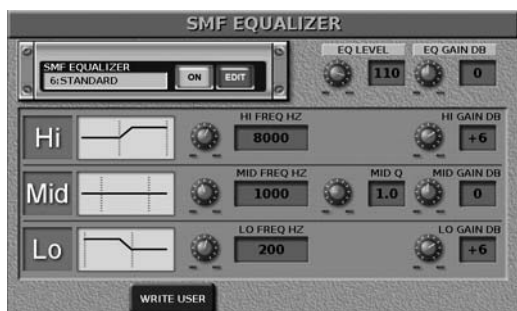 SMF EQUALIZER
SMF EQUALIZER
6:STANDARD
ON
EDIT
EQ LEVEL
110
EQ GAIN DB
0
Hi
HI FREQ HZ
8000
HI GAIN DB
+6
Mid
MID FREQ HZ
1000
MID Q
1.0
MID GAIN DB
0
Lo
LO FREQ HZ
200
LO GAIN DB
+6
WRITE USER